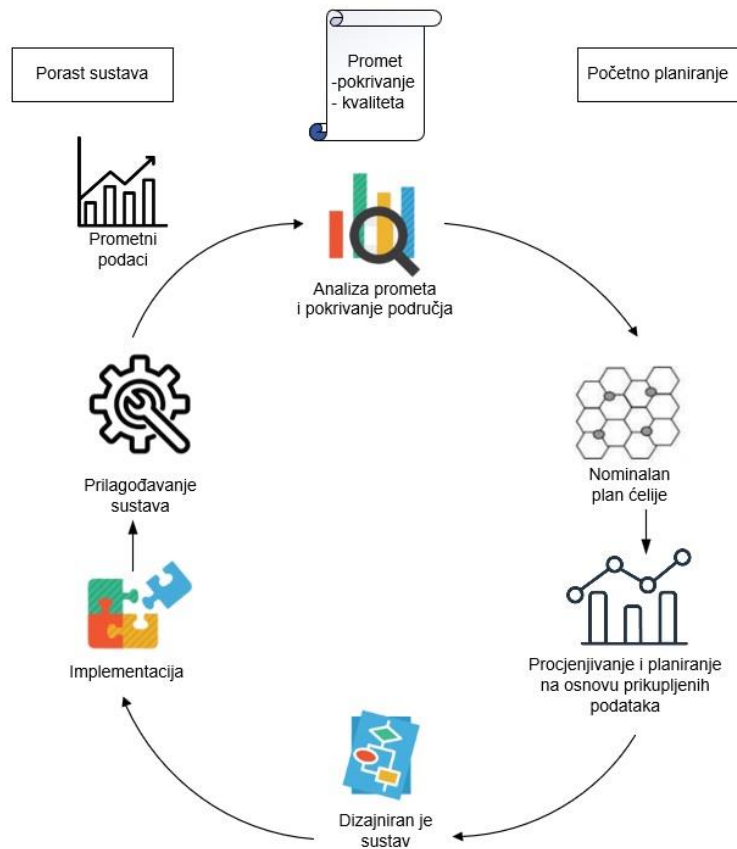 Porast sustava
Promet
-pokrivanje
- kvaliteta
Početno planiranje
Prometni
podaci
Analiza prometa
i pokrivanje područja
Prilagođavanje
sustava
Nominalan
plan ćelije
Implementacija
Procjenjivanje i planiranje
na osnovu prikupljenih
podataka
Dizajniran je
sustav